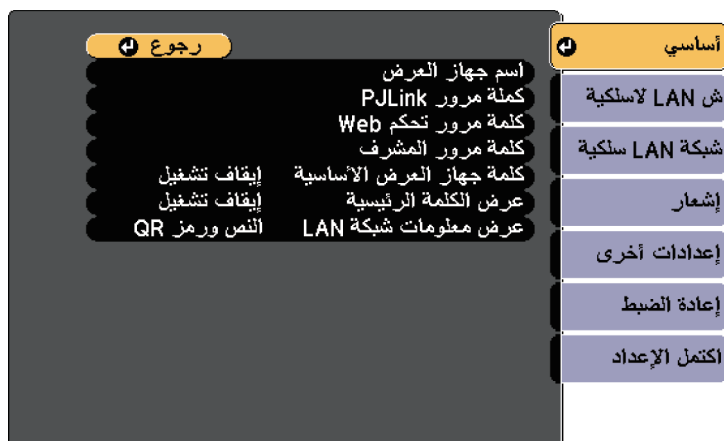 أساسي
ش LAN لاسلكية
شبكة LAN سلكية
إشعار
إعدادات أخرى
إعادة الضبط
اكتمل الإعداد
رجوع
اسم جهاز العرض
كملة مرور PJLink
كلمة مرور تحكم Web
كلمة مرور المشرف
كلمة جهاز العرض الأساسية إيقاف تشغيل
عرض الكلمة الرئيسية إيقاف تشغيل
عرض معلومات شبكة LAN النص ورمز QR